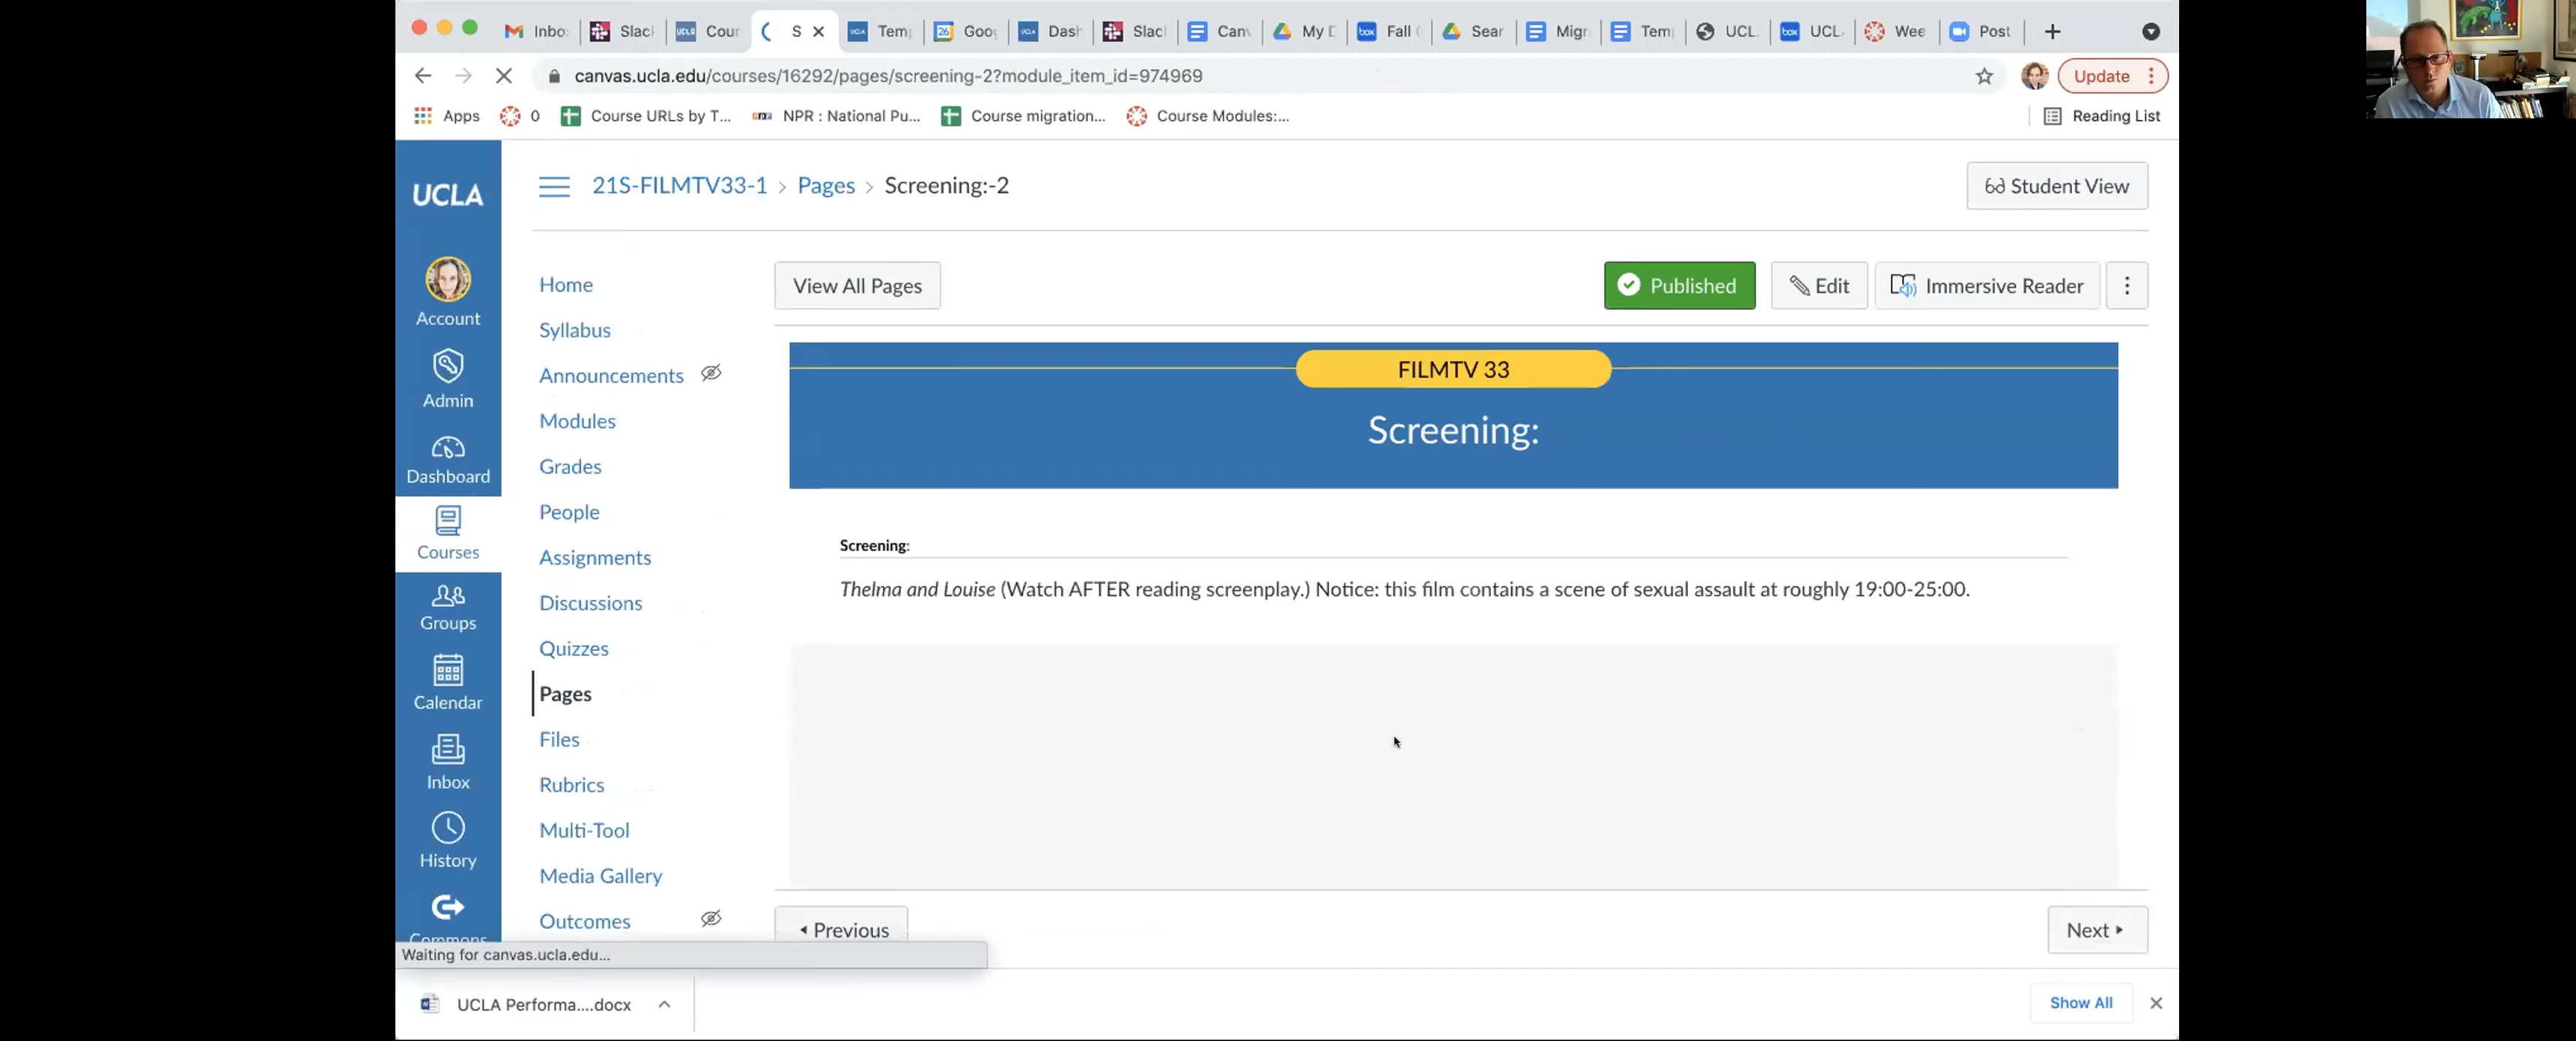 Inbo
Slac
Cour
S
Tem
26
Goo
Dash
Slac
Can
My D
Fall
Sear
Migr
Tem
UCL
UCL
Wee
Post
canvas.ucla.edu/courses/16292/pages/screening-2?module_item_id=974969
Update
Apps
0
Course URLs by T...
NPR : National Pu...
Course migration...
Course Modules:...
Reading List
UCLA
21S-FILMTV33-1 > Pages > Screening:-2
Student View
Account
Admin
Dashboard
Courses
Groups
Calendar
Inbox
History
Commons
Home
Syllabus
Announcements
Modules
Grades
People
Assignments
Discussions
Quizzes
Pages
Files
Rubrics
Multi-Tool
Media Gallery
Outcomes
View All Pages
Published
Edit
Immersive Reader
FILMTV 33
Screening:
Screening:
Thelma and Louise (Watch AFTER reading screenplay.) Notice: this film contains a scene of sexual assault at roughly 19:00-25:00.
Previous
Next
Waiting for canvas.ucla.edu...
UCLA Performa....docx
Show All